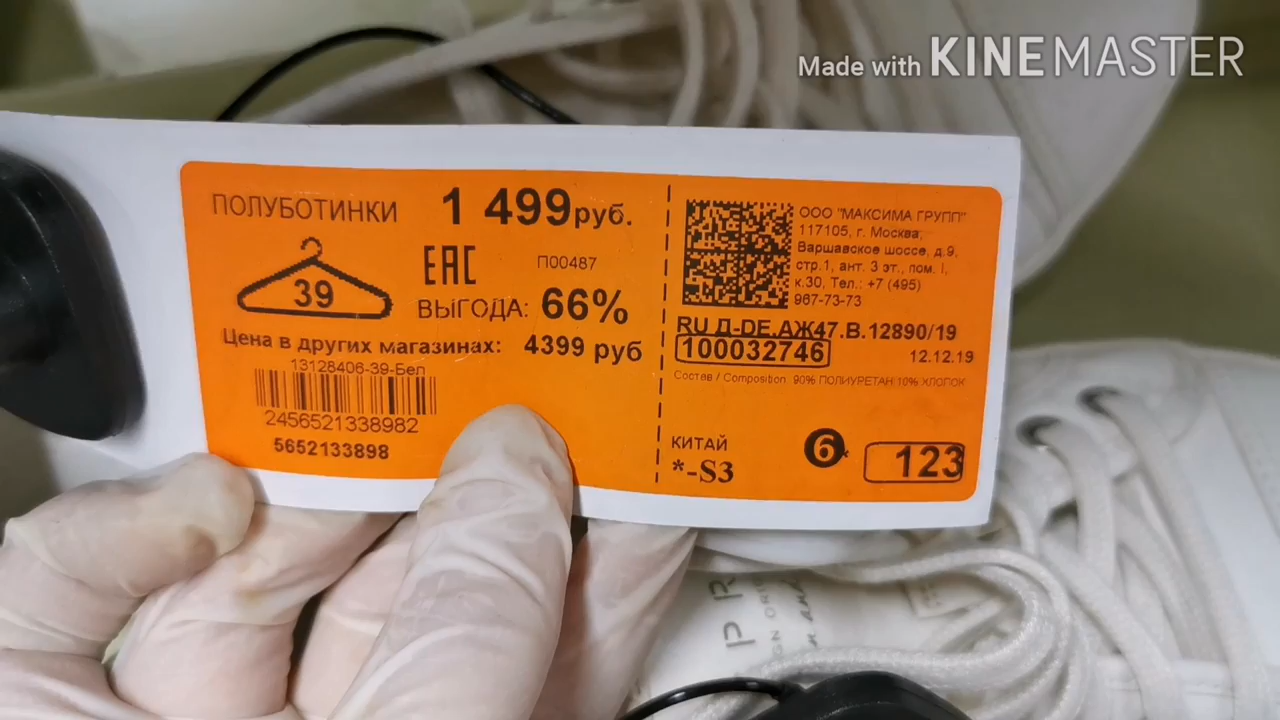 Made with KINEMASTER
ПОЛУБОТИНКИ
1 499руб.
39
ЕАС
П00487
ВЫГОДА: 66%
Цена в других магазинах: 4399 руб
13128406-39-Бел
2456521338982
5652133898
ООО "МАКСИМА ГРУПП"
117105, г. Москва,
Варшавское шоссе, д.9,
стр.1, ант. 3 эт., пом. I,
к.30, Тел.: +7 (495)
967-73-73
RU Д-DE.АЖ47.В.12890/19
100032746
12.12.19
Состав / Composition 90% ПОЛИУРЕТАН 10% ХЛОПОК
КИТАЙ
*-S3
6*
123